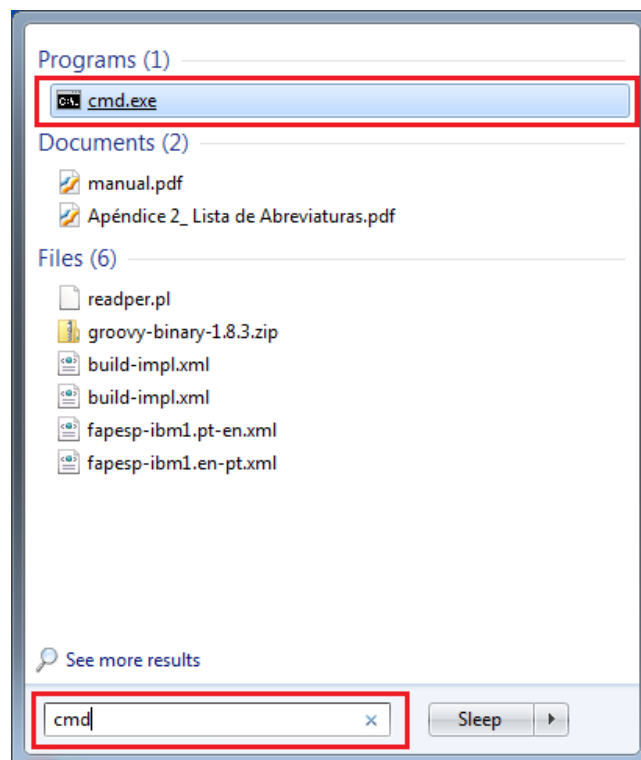 Programs (1)
cmd.exe
Documents (2)
manual.pdf
Apéndice 2_ Lista de Abreviaturas.pdf
Files (6)
readper.pl
groovy-binary-1.8.3.zip
build-impl.xml
build-impl.xml
fapesp-ibm1.pt-en.xml
fapesp-ibm1.en-pt.xml
See more results
cmd
Sleep